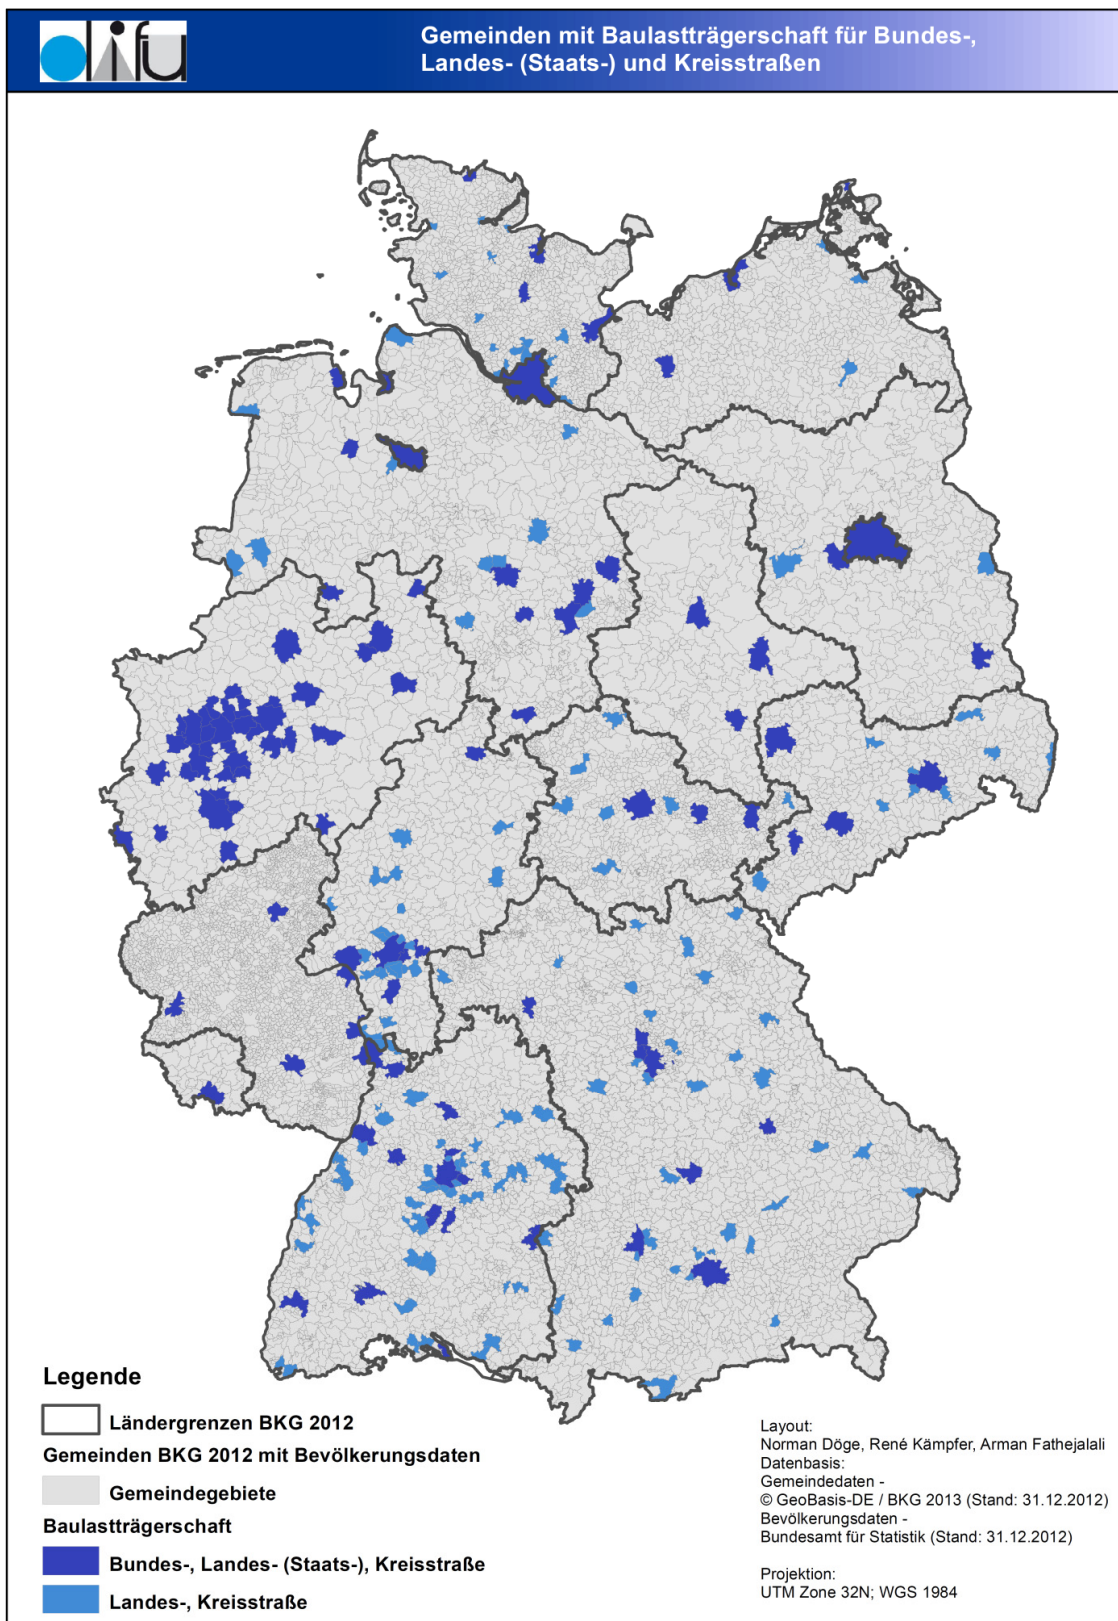 difu
Gemeinden mit Baulastträgerschaft für Bundes-,
Landes- (Staats-) und Kreisstraßen
Legende
Ländergrenzen BKG 2012
Gemeinden BKG 2012 mit Bevölkerungsdaten
Gemeindegebiete
Baulastträgerschaft
Bundes-, Landes- (Staats-), Kreisstraße
Landes-, Kreisstraße
Layout:
Norman Döge, René Kämpfer, Arman Fathejalali
Datenbasis:
Gemeindedaten -
© GeoBasis-DE / BKG 2013 (Stand: 31.12.2012)
Bevölkerungsdaten -
Bundesamt für Statistik (Stand: 31.12.2012)
Projektion:
UTM Zone 32N; WGS 1984